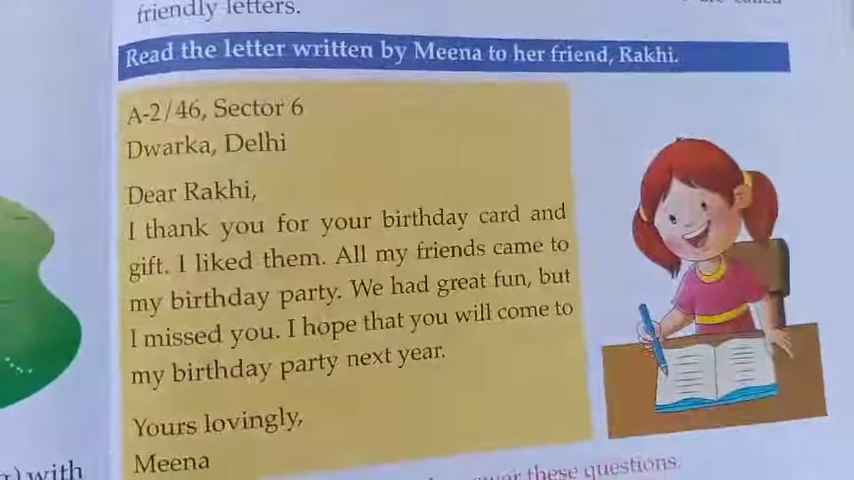 friendly letters.
Read the letter written by Meena to her friend, Rakhi.
A-2/46, Sector 6
Dwarka, Delhi
Dear Rakhi,
I thank you for your birthday card and
gift. I liked them. All my friends came to
my birthday party. We had great fun, but
I missed you. I hope that you will come to
my birthday party next year.
Yours lovingly,
Meena
with
these questions.